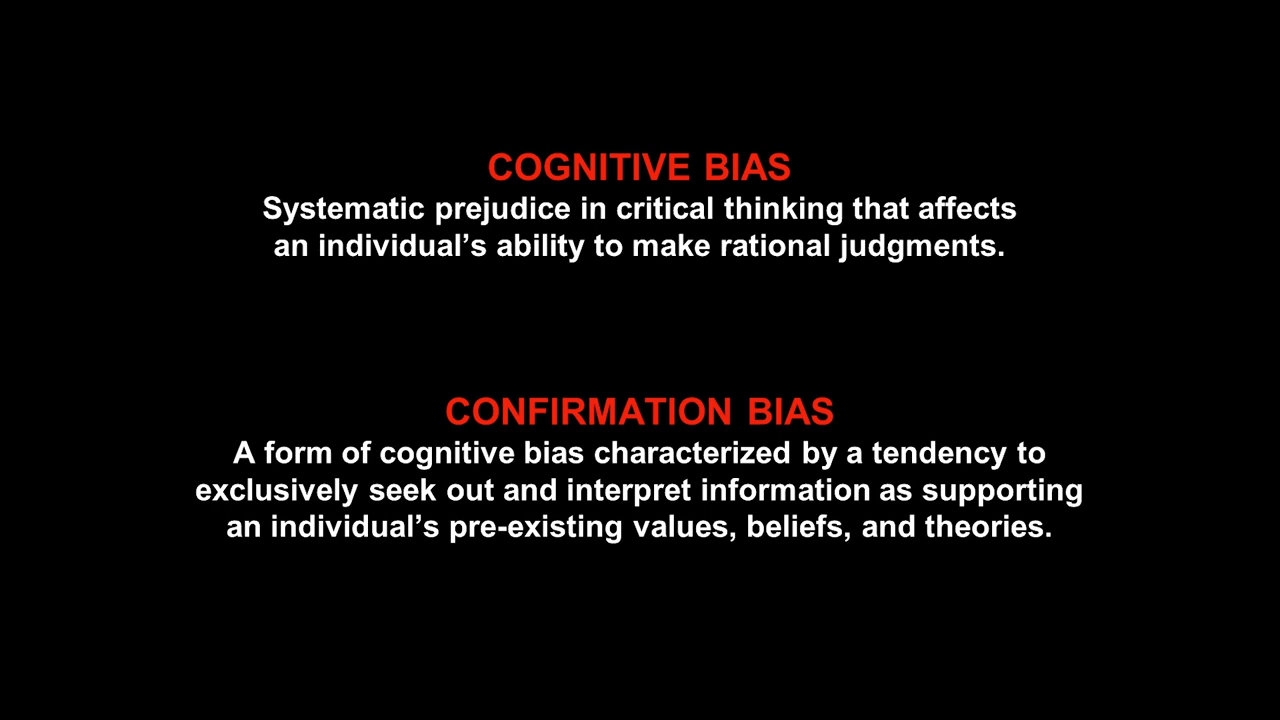 COGNITIVE BIAS
Systematic prejudice in critical thinking that affects
an individual’s ability to make rational judgments.
CONFIRMATION BIAS
A form of cognitive bias characterized by a tendency to
exclusively seek out and interpret information as supporting
an individual’s pre-existing values, beliefs, and theories.